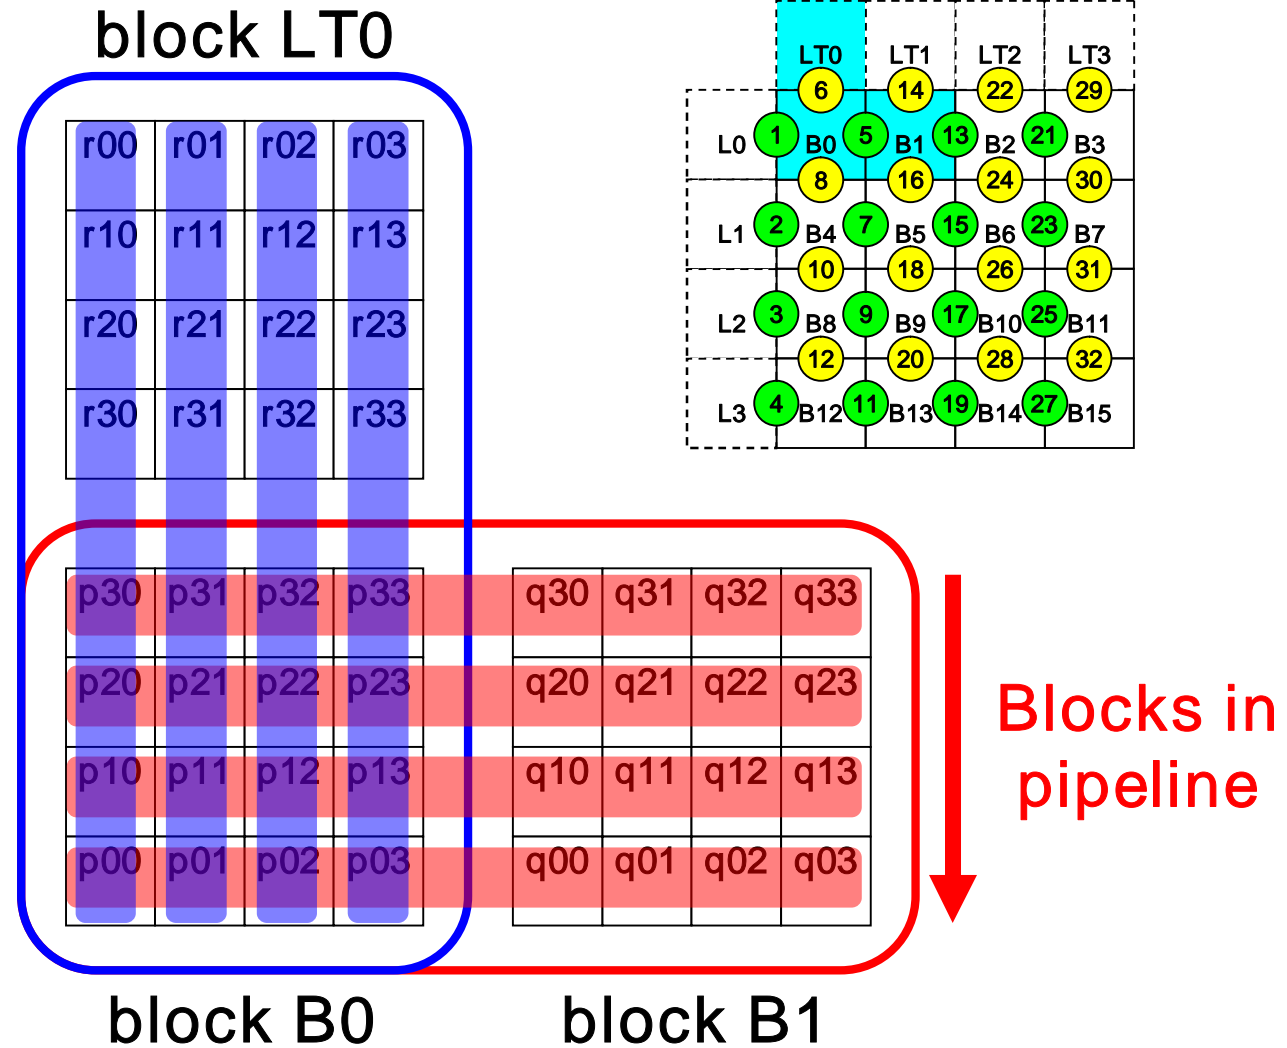 block LT0
r00 r01 r02 r03
r10 r11 r12 r13
r20 r21 r22 r23
r30 r31 r32 r33
p30 p31 p32 p33 q30 q31 q32 q33
p20 p21 p22 p23 q20 q21 q22 q23
p10 p11 p12 p13 q10 q11 q12 q13
p00 p01 p02 p03 q00 q01 q02 q03
block B0 block B1
Blocks in
pipeline
LT0 LT1 LT2 LT3
6 14 22 29
L0 1 B0 5 B1 13 B2 21 B3
8 16 24 30
L1 2 B4 7 B5 15 B6 23 B7
10 18 26 31
L2 3 B8 9 B9 17 B10 25 B11
12 20 28 32
L3 4 B12 11 B13 19 B14 27 B15